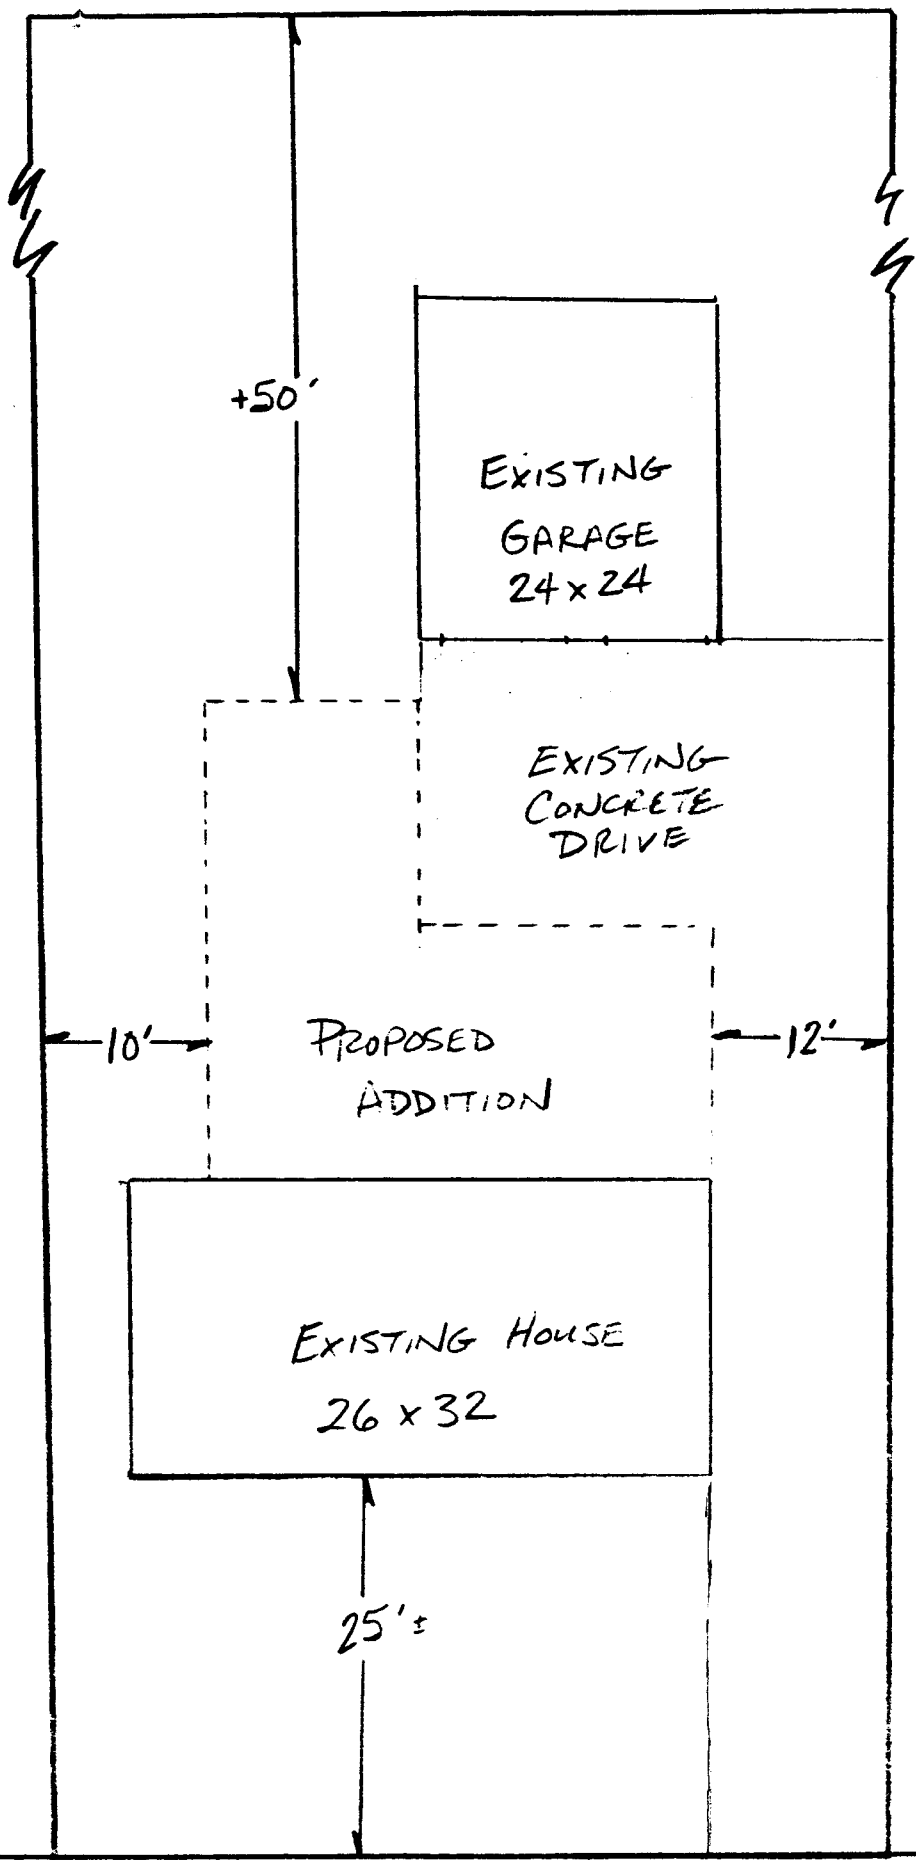 +50'
EXISTING
GARAGE
24 x 24
EXISTING
CONCRETE
DRIVE
10'
PROPOSED
ADDITION
12'
EXISTING HOUSE
26 x 32
25' ±